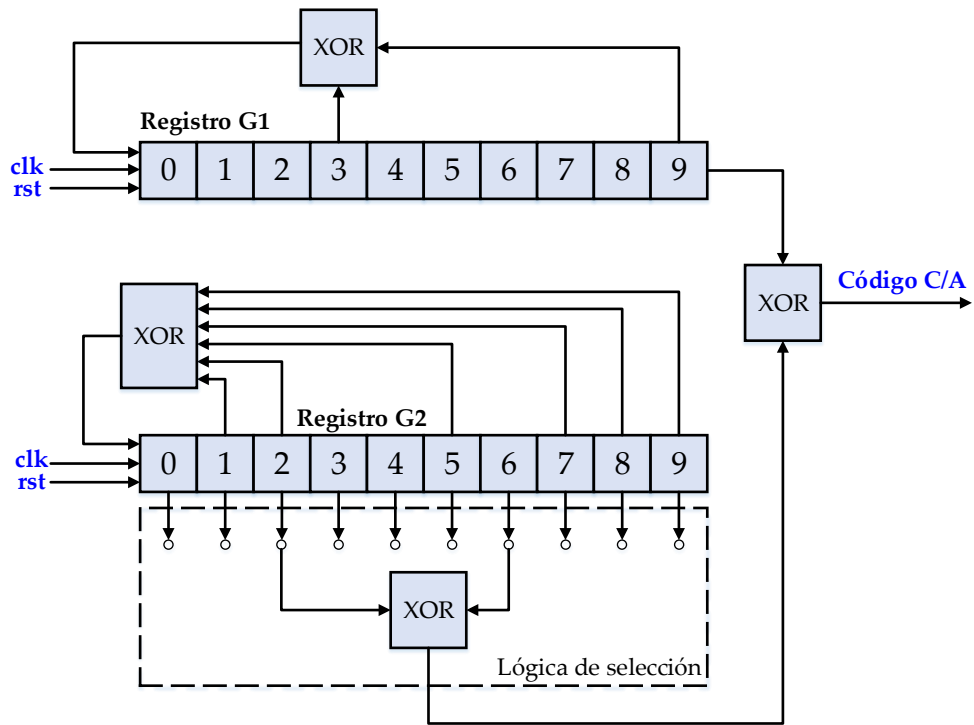 XOR
Registro G1
clk
rst
0 1 2 3 4 5 6 7 8 9
XOR
Código C/A
XOR
Registro G2
clk
rst
0 1 2 3 4 5 6 7 8 9
XOR
Lógica de selección